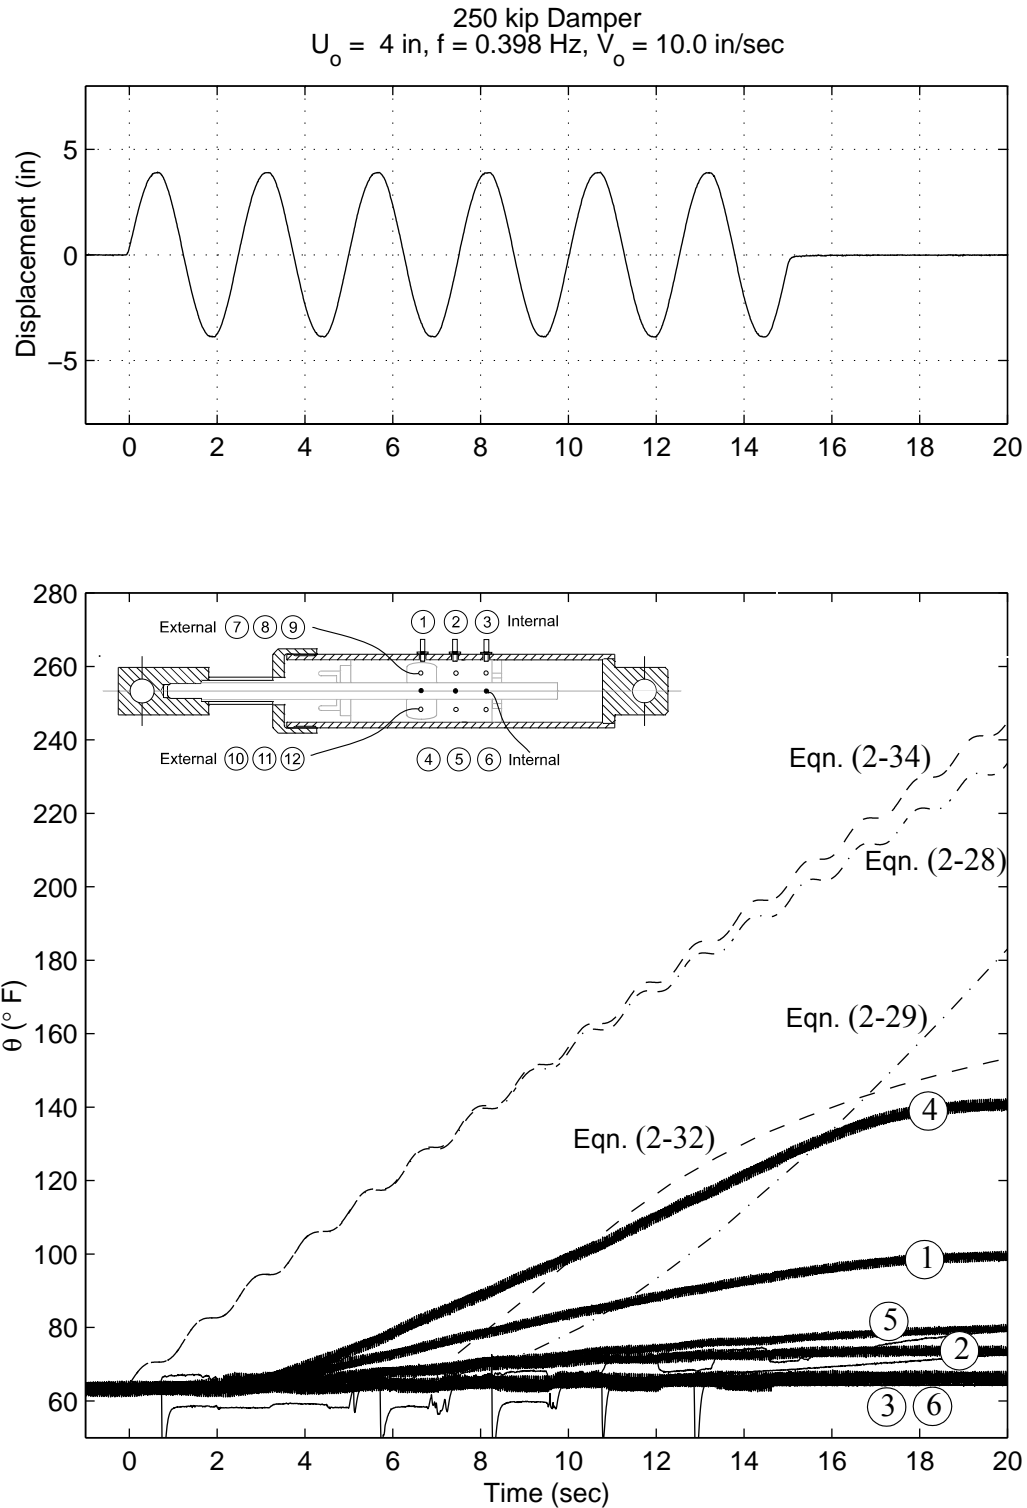 250 kip Damper
U_o = 4 in, f = 0.398 Hz, V_o = 10.0 in/sec
Displacement (in)
5
0
−5
0 2 4 6 8 10 12 14 16 18 20
280
260
240
220
200
180
160
140
120
100
80
60
θ (° F)
External 7 8 9
1 2 3 Internal
External 10 11 12
4 5 6 Internal
Eqn. (2-34)
Eqn. (2-28)
Eqn. (2-29)
Eqn. (2-32)
4
1
5
2
3 6
0 2 4 6 8 10 12 14 16 18 20
Time (sec)